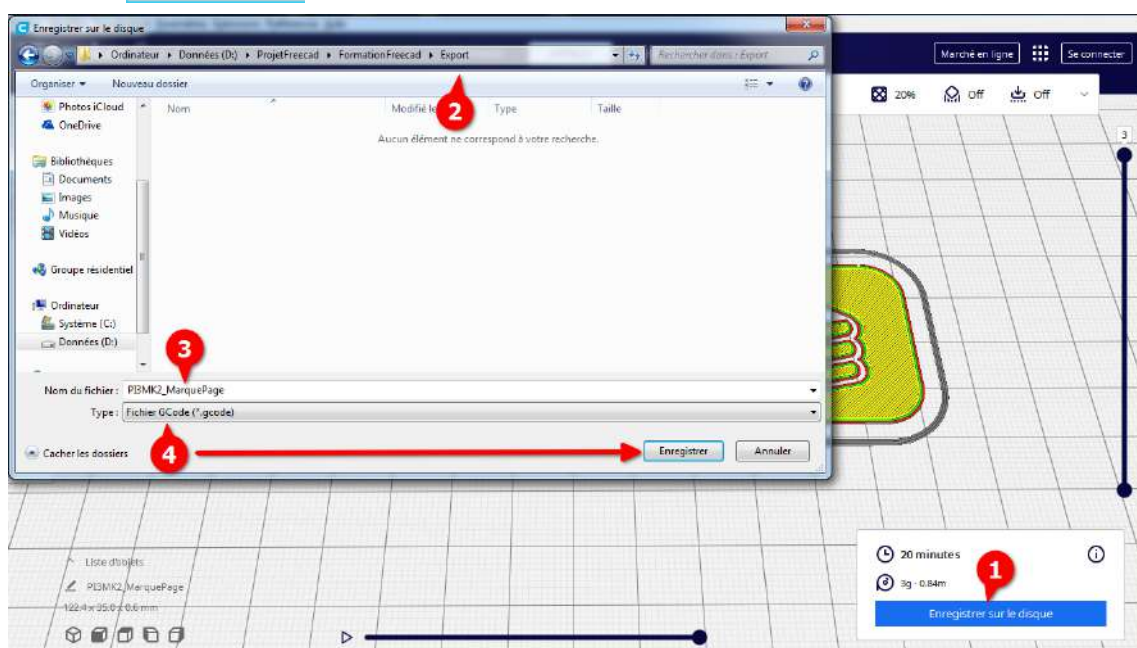 Enregistrer sur le disque
Ordinateur ▸ Données (D:) ▸ ProjetFreecad ▸ FormationFreecad ▸ Export
Rechercher dans : Export
Marché en ligne
Se connecter
Organiser
Nouveau dossier
20%
Off
Off
Photos iCloud
OneDrive
Nom
Modifié le
2
Type
Taille
Aucun élément ne correspond à votre recherche.
3
Bibliothèques
Documents
Images
Musique
Vidéos
Groupe résidentiel
Ordinateur
Système (C:)
Données (D:)
3
Nom du fichier : PI3MK2_MarquePage
Type : Fichier GCode (*.gcode)
4
Cacher les dossiers
Enregistrer
Annuler
Liste d'objets
PI3MK2_MarquePage
122.4 x 35.0 x 0.6 mm
20 minutes
1
3g · 0.84m
Enregistrer sur le disque